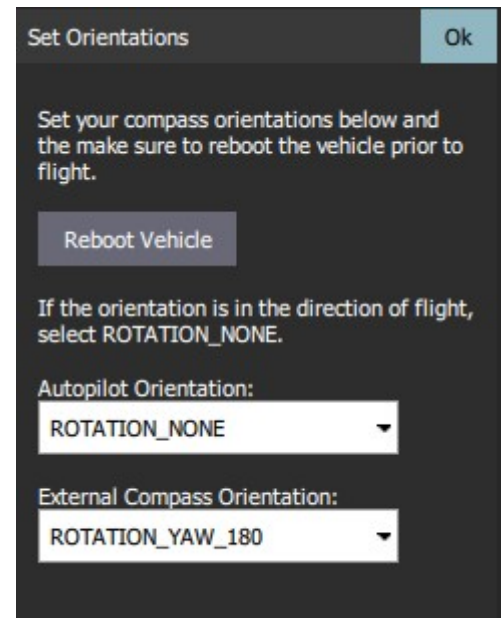 Set Orientations
Ok
Set your compass orientations below and
the make sure to reboot the vehicle prior to
flight.
Reboot Vehicle
If the orientation is in the direction of flight,
select ROTATION_NONE.
Autopilot Orientation:
ROTATION_NONE
External Compass Orientation:
ROTATION_YAW_180